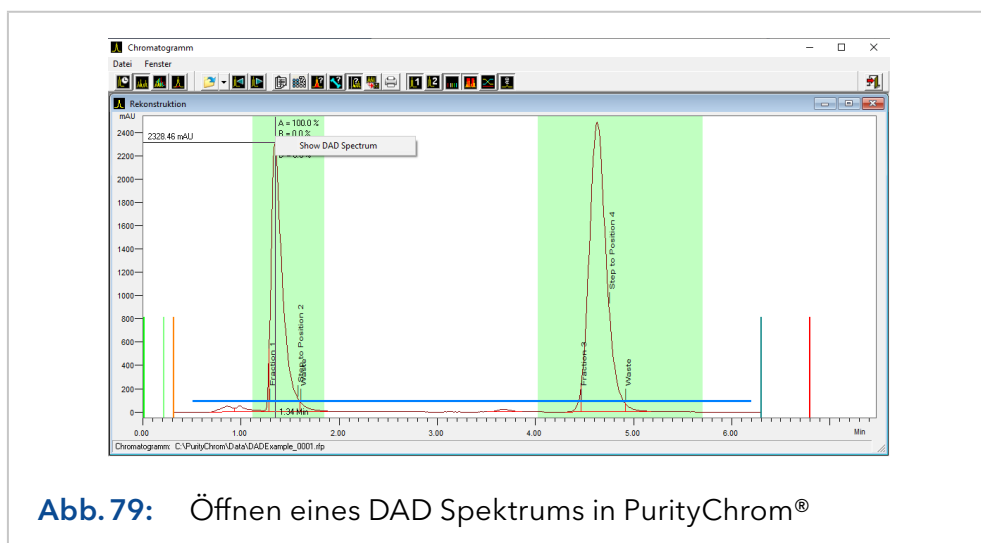 Chromatogramm
Datei Fenster
Rekonstruktion
mAU
2400
2328.46 mAU
A = 100.0 %
B = 0.0 %
Show DAD Spectrum
2200
2000
1800
1600
1400
1200
1000
800
600
400
200
0
Fraction 1
Step to Position 2
Waste
1.34 Min
Fraction 3
Step to Position 4
Waste
0.00 1.00 2.00 3.00 4.00 5.00 6.00 Min
Chromatogramm: C:\PurityChrom\Data\DADExample_0001.rfp
Abb. 79: Öffnen eines DAD Spektrums in PurityChrom®